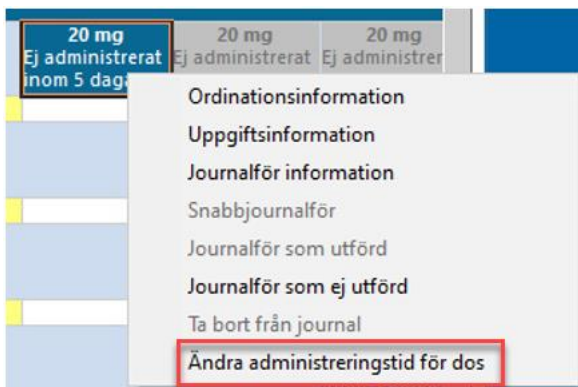 20 mg 20 mg 20 mg
Ej administrerat Ej administrerat Ej administrer
inom 5 daga
Ordinationsinformation
Uppgiftsinformation
Journalför information
Snabbjournalför
Journalför som utförd
Journalför som ej utförd
Ta bort från journal
Ändra administreringstid för dos